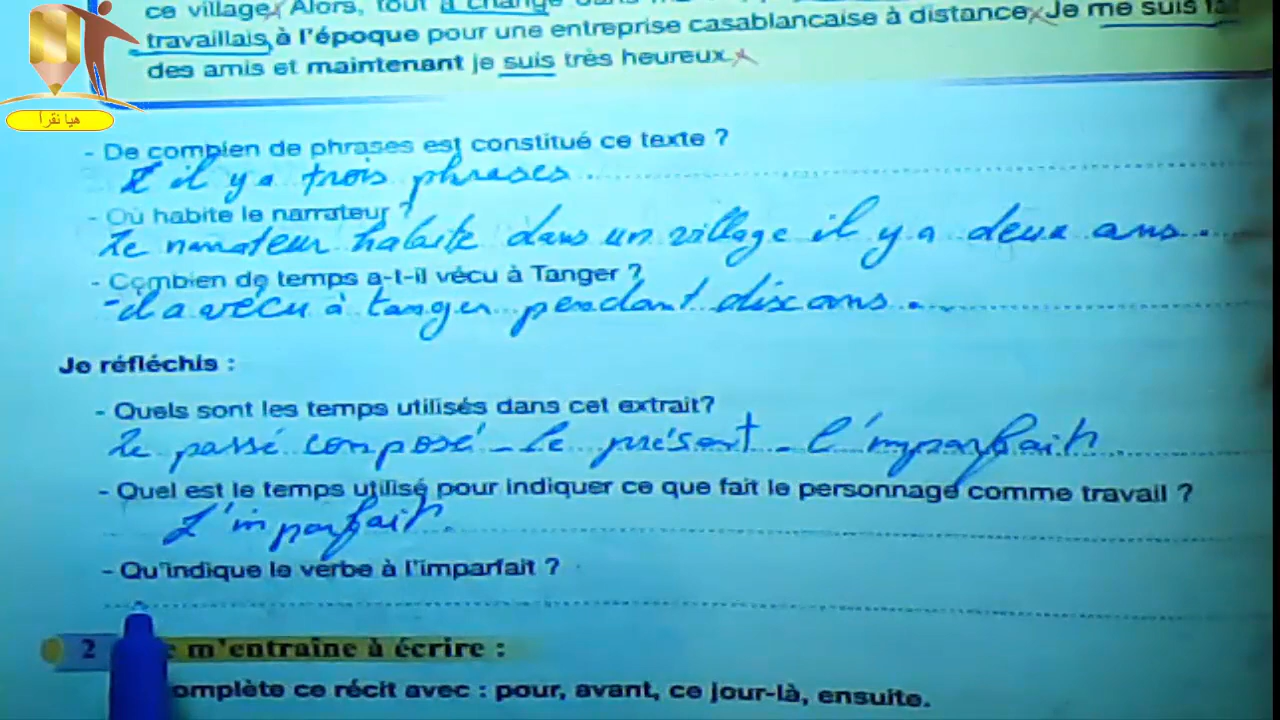 ce village Alors, tout a changé
travaillais à l'époque pour une entreprise casablancaise à distance Je me suis
des amis et maintenant je suis très heureux
هيا نقرأ
- De combien de phrases est constitué ce texte ?
il y a trois phrases
- Où habite le narrateur ?
Le narrateur habite dans un village il y a deux ans.
- Combien de temps a-t-il vécu à Tanger ?
- il a vécu à tanger pendant dix ans.
Je réfléchis :
- Quels sont les temps utilisés dans cet extrait?
Le passé composé - le présent - l'imparfait.
- Quel est le temps utilisé pour indiquer ce que fait le personnage comme travail ?
L'imparfait.
- Qu'indique le verbe à l'imparfait ?
2 m'entraîne à écrire :
omplète ce récit avec : pour, avant, ce jour-là, ensuite.